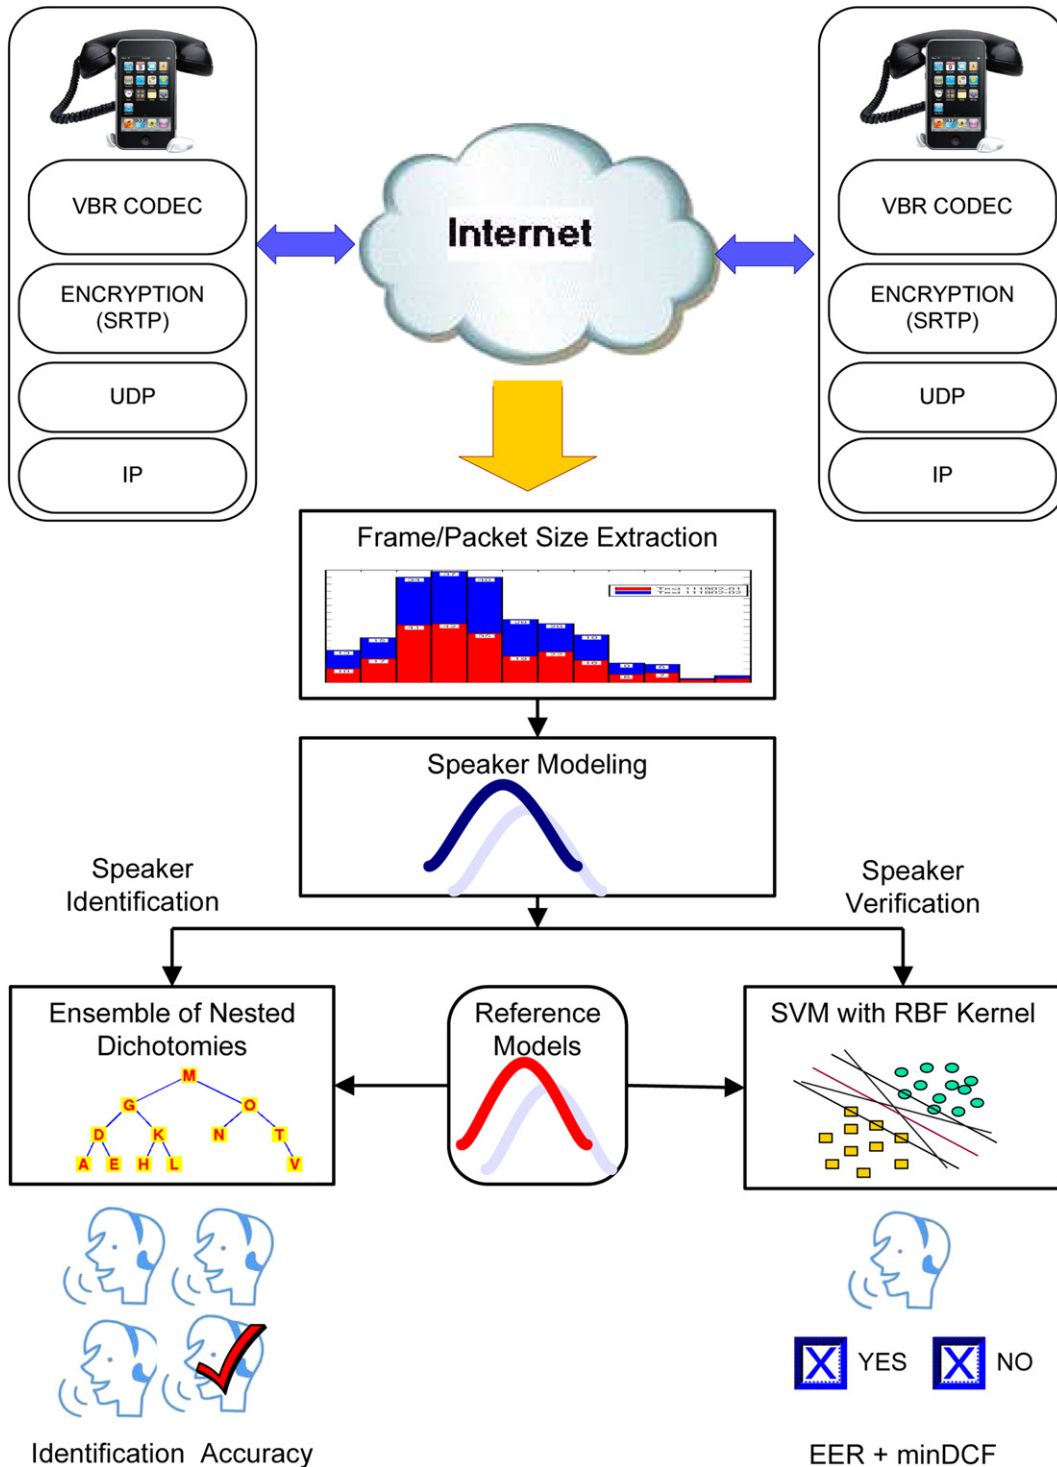 VBR CODEC
ENCRYPTION
(SRTP)
UDP
IP
Internet
VBR CODEC
ENCRYPTION
(SRTP)
UDP
IP
Frame/Packet Size Extraction
Speaker Modeling
Speaker
Identification
Speaker
Verification
Ensemble of Nested
Dichotomies
M
G O
D K N T
A E H L V
Reference
Models
SVM with RBF Kernel
YES
NO
Identification Accuracy
EER + minDCF